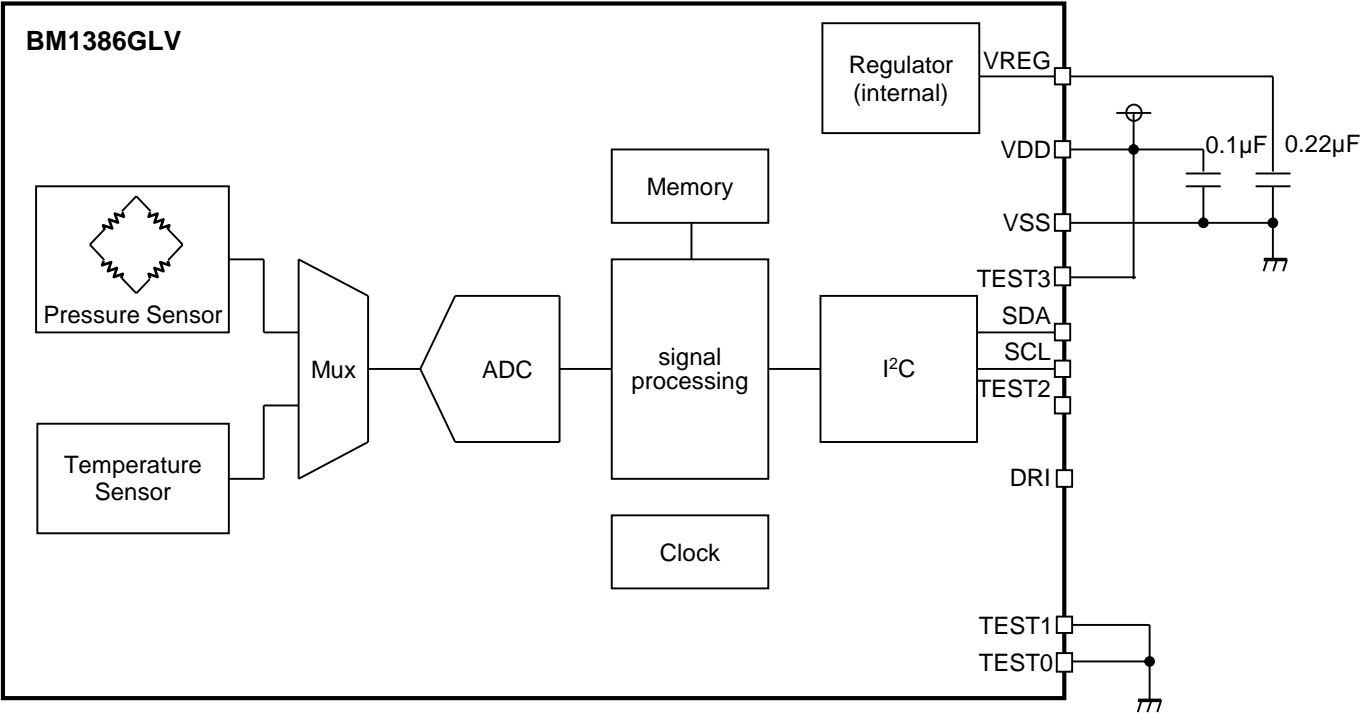 BM1386GLV
Regulator
(internal)
VREG
VDD
0.1µF
0.22µF
Memory
VSS
TEST3
Pressure Sensor
SDA
SCL
Mux
ADC
signal
processing
I²C
TEST2
Temperature
Sensor
DRI
Clock
TEST1
TEST0